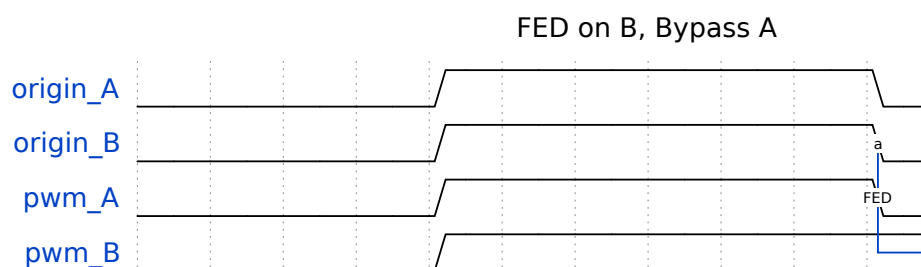 FED on B, Bypass A
origin_A
origin_B
a
pwm_A
FED
pwm_B